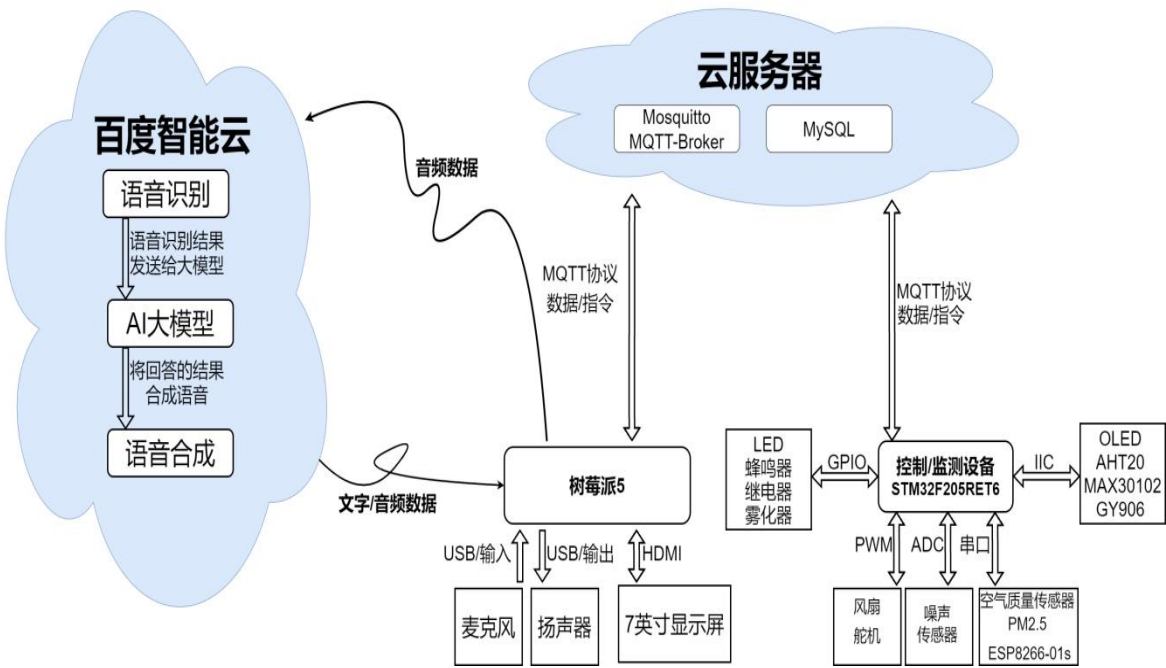 百度智能云
语音识别
语音识别结果
发送给大模型
AI大模型
将回答的结果
合成语音
语音合成
音频数据
文字/音频数据
云服务器
Mosquitto
MQTT-Broker
MySQL
MQTT协议
数据/指令
MQTT协议
数据/指令
树莓派5
USB/输入
USB/输出
HDMI
麦克风
扬声器
7英寸显示屏
LED
蜂鸣器
继电器
雾化器
GPIO
控制/监测设备
STM32F205RET6
IIC
OLED
AHT20
MAX30102
GY906
PWM
ADC
串口
风扇
舵机
噪声
传感器
空气质量传感器
PM2.5
ESP8266-01s